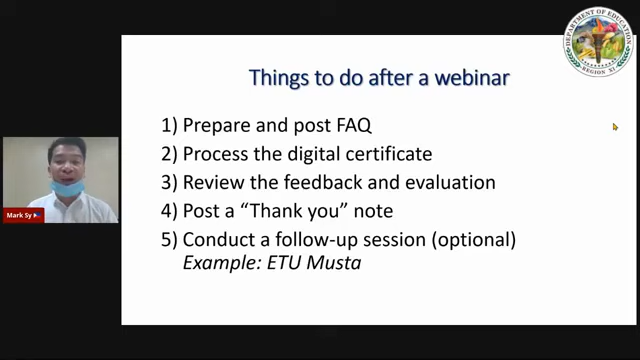 DEPARTMENT OF EDUCATION
REGION XI
Things to do after a webinar
1) Prepare and post FAQ
2) Process the digital certificate
3) Review the feedback and evaluation
4) Post a “Thank you” note
5) Conduct a follow-up session (optional)
Example: ETU Musta
Mark Sy